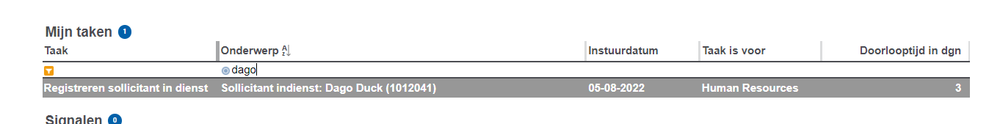 Mijn taken 1
Taak Onderwerp Instuurdatum Taak is voor Doorlooptijd in dgn
dago
Registreren sollicitant in dienst Sollicitant indienst: Dago Duck (1012041) 05-08-2022 Human Resources 3
Signalen 0